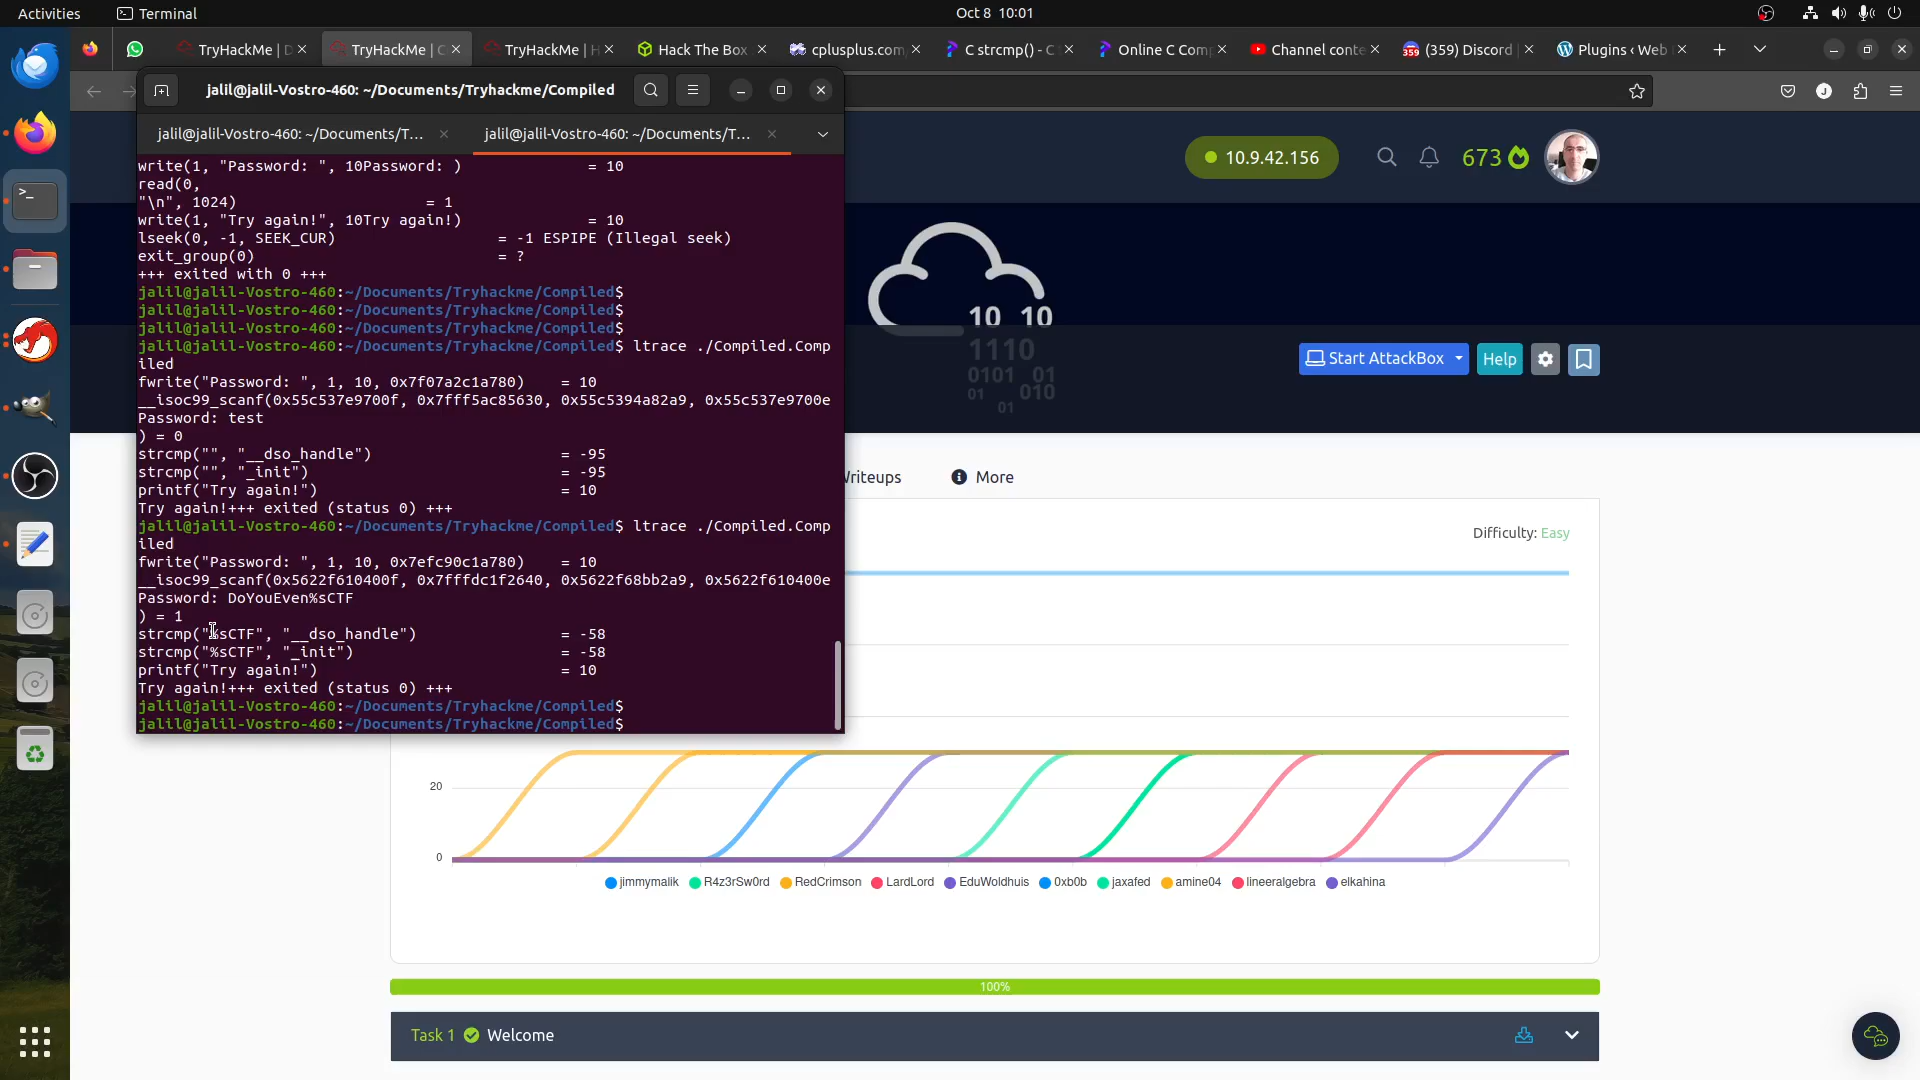 Activities
Terminal
Oct 8 10:01
TryHackMe | D
TryHackMe | C
TryHackMe | H
Hack The Box
cplusplus.com
C strcmp() - C
Online C Comp
Channel conte
(359) Discord |
Plugins ‹ Web
jalil@jalil-Vostro-460: ~/Documents/Tryhackme/Compiled
jalil@jalil-Vostro-460: ~/Documents/T...
jalil@jalil-Vostro-460: ~/Documents/T...
write(1, "Password: ", 10Password: ) = 10
read(0,
"\n", 1024) = 1
write(1, "Try again!", 10Try again!) = 10
lseek(0, -1, SEEK_CUR) = -1 ESPIPE (Illegal seek)
exit_group(0) = ?
+++ exited with 0 +++
jalil@jalil-Vostro-460:~/Documents/Tryhackme/Compiled$
jalil@jalil-Vostro-460:~/Documents/Tryhackme/Compiled$
jalil@jalil-Vostro-460:~/Documents/Tryhackme/Compiled$
jalil@jalil-Vostro-460:~/Documents/Tryhackme/Compiled$ ltrace ./Compiled.Comp
iled
fwrite("Password: ", 1, 10, 0x7f07a2c1a780) = 10
__isoc99_scanf(0x55c537e9700f, 0x7fff5ac85630, 0x55c5394a82a9, 0x55c537e9700e
Password: test
) = 0
strcmp("", "__dso_handle") = -95
strcmp("", "_init") = -95
printf("Try again!") = 10
Try again!+++ exited (status 0) +++
jalil@jalil-Vostro-460:~/Documents/Tryhackme/Compiled$ ltrace ./Compiled.Comp
iled
fwrite("Password: ", 1, 10, 0x7efc90c1a780) = 10
__isoc99_scanf(0x5622f610400f, 0x7fffdc1f2640, 0x5622f68bb2a9, 0x5622f610400e
Password: DoYouEven%sCTF
) = 1
strcmp("%sCTF", "__dso_handle") = -58
strcmp("%sCTF", "_init") = -58
printf("Try again!") = 10
Try again!+++ exited (status 0) +++
jalil@jalil-Vostro-460:~/Documents/Tryhackme/Compiled$
jalil@jalil-Vostro-460:~/Documents/Tryhackme/Compiled$
10.9.42.156
673
10 10
1110
0101 01
01 010
01
Start AttackBox
Help
Writeups
More
Difficulty: Easy
20
0
jimmymalik
R4z3rSw0rd
RedCrimson
LardLord
EduWoldhuis
0xb0b
jaxafed
amine04
lineeralgebra
elkahina
100%
Task 1
Welcome